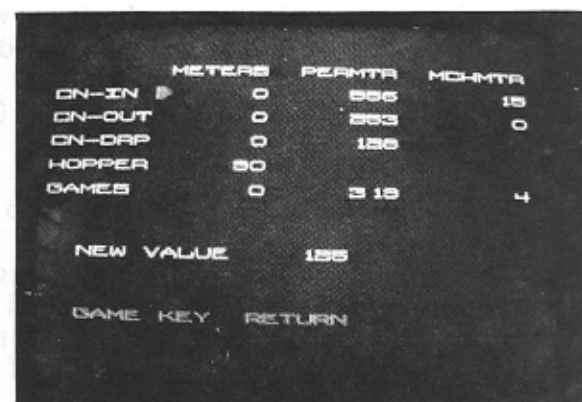 METERS PERMTR MCHMTR
CN-IN 0 15
CN-OUT 0 0
CN-DRP 0
HOPPER
GAMES 0 319 4
NEW VALUE
GAME KEY RETURN